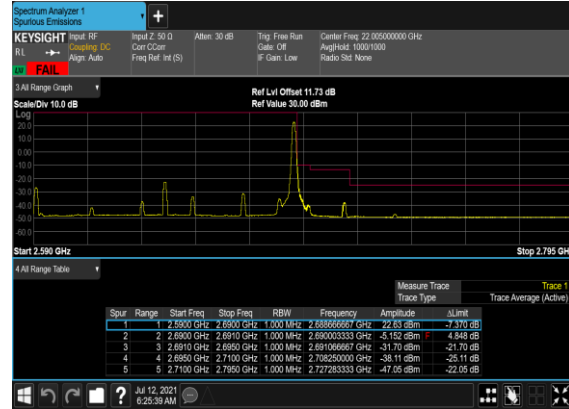 Spectrum Analyzer 1
Spurious Emissions
+
KEYSIGHT Input: RF Input Z: 50 Ω Atten: 30 dB Trig: Free Run Center Freq: 22.005000000 GHz
RL Coupling: DC Corr CCorr Gate: Off Avg|Hold: 1000/1000
Align: Auto Freq Ref: Int (S) IF Gain: Low Radio Std: None
FAIL
3 All Range Graph
Ref Lvl Offset 11.73 dB
Scale/Div 10.0 dB Ref Value 30.00 dBm
Log
20.0
10.0
0.00
-10.0
-20.0
-30.0
-40.0
-50.0
-60.0
Start 2.590 GHz Stop 2.795 GH
4 All Range Table
Measure Trace Trace 1
Trace Type Trace Average (Active)
Spur Range Start Freq Stop Freq RBW Frequency Amplitude ΔLimit
1 1 2.5900 GHz 2.6900 GHz 1.000 MHz 2.688666667 GHz 22.63 dBm -7.370 dB
2 2 2.6900 GHz 2.6910 GHz 1.000 MHz 2.690003333 GHz -5.152 dBm F 4.848 dB
3 3 2.6910 GHz 2.6950 GHz 1.000 MHz 2.691066667 GHz -31.70 dBm -21.70 dB
4 4 2.6950 GHz 2.7100 GHz 1.000 MHz 2.708250000 GHz -38.11 dBm -25.11 dB
5 5 2.7100 GHz 2.7950 GHz 1.000 MHz 2.727283333 GHz -47.05 dBm -22.05 dB
? Jul 12, 2021
6:25:39 AM